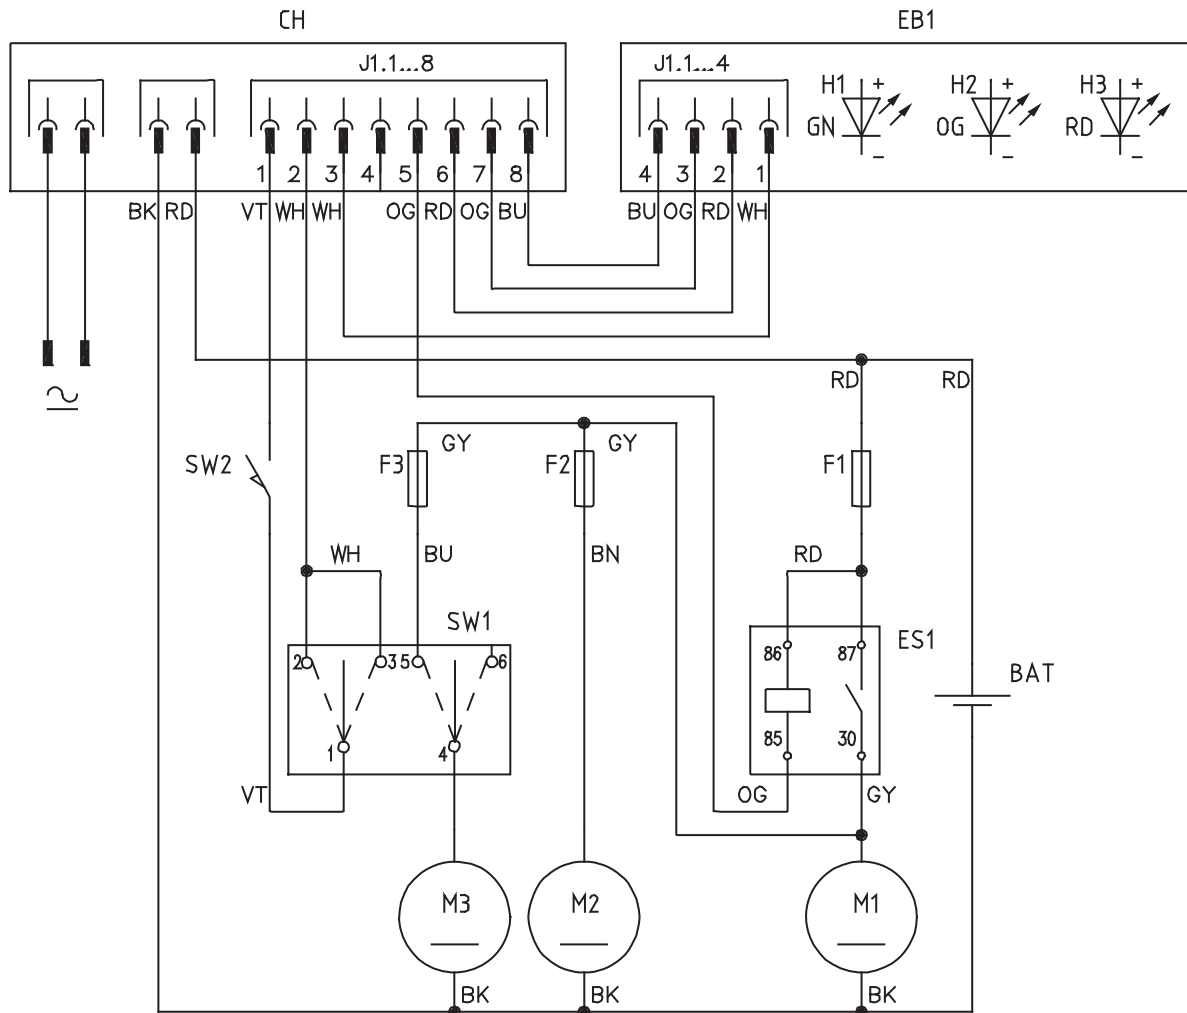 CH EB1
J1.1...8 J1.1...4
H1 + H2 + H3 +
GN OG RD
- - -
1 2 3 4 5 6 7 8 4 3 2 1
BK RD VT WH WH OG RD OG BU BU OG RD WH
RD RD
GY GY
SW2 F3 F2 F1
WH BU BN RD
SW1 ES1
2 3 5 6 86 87
BAT
1 4 85 30
VT OG GY
M3 M2 M1
BK BK BK